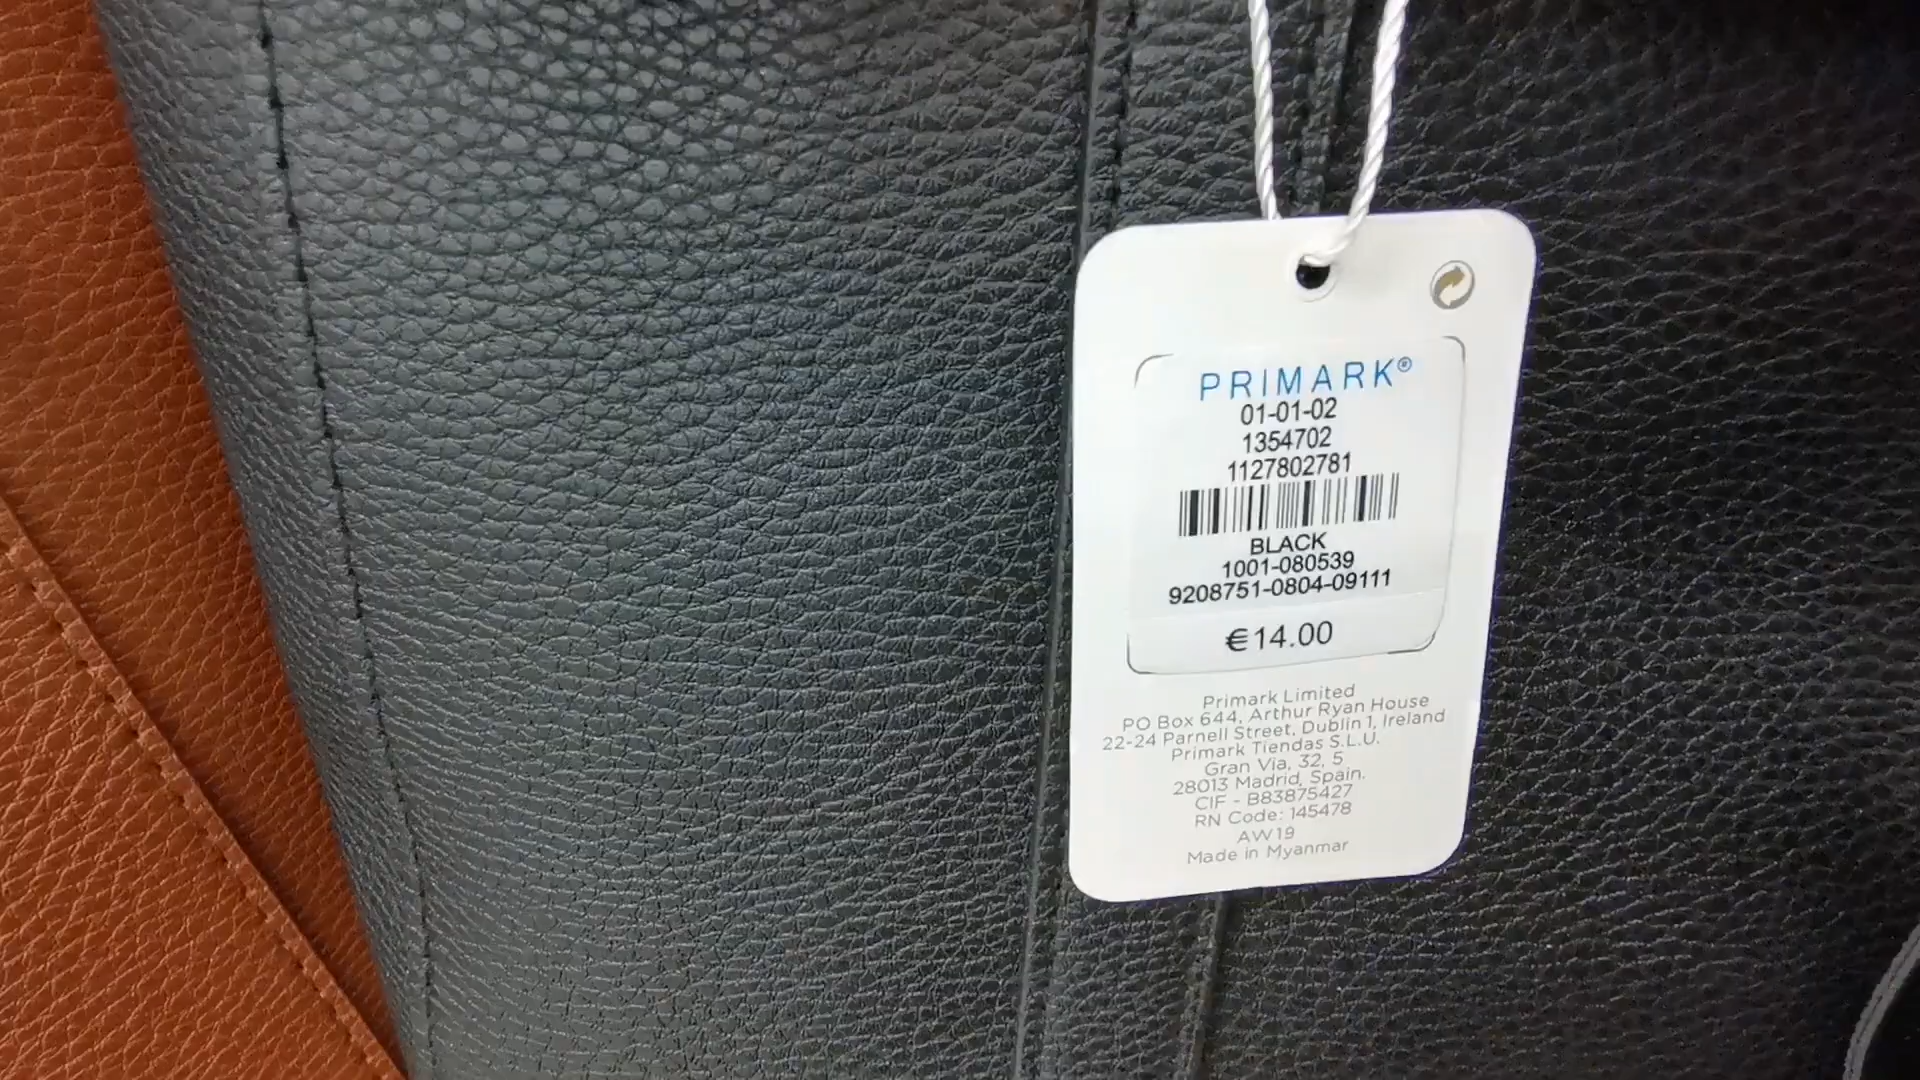 PRIMARK®
01-01-02
1354702
1127802781
BLACK
1001-080539
9208751-0804-09111
€14.00
Primark Limited
PO Box 644, Arthur Ryan House
22-24 Parnell Street, Dublin 1, Ireland
Primark Tiendas S.L.U.
Gran Via, 32, 5
28013 Madrid, Spain.
CIF - B83875427
RN Code: 145478
AW19
Made in Myanmar